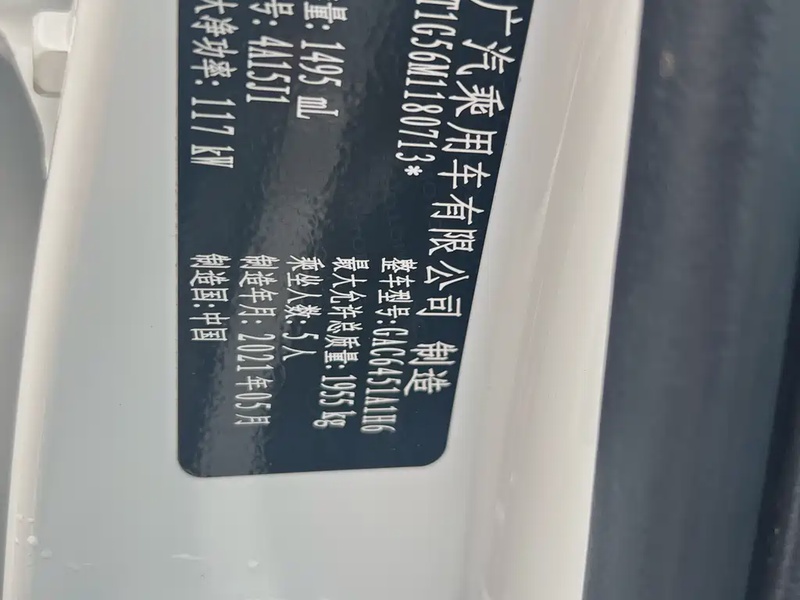 广汽乘用车有限公司 制造
T1G56M1180713*
整车型号:GAC6451A1H6
最大允许总质量:1955 kg
量: 1495 mL
乘坐人数:5人
号: 4A15J1
制造年月: 2021年05月
大净功率: 117 kW
制造国:中国